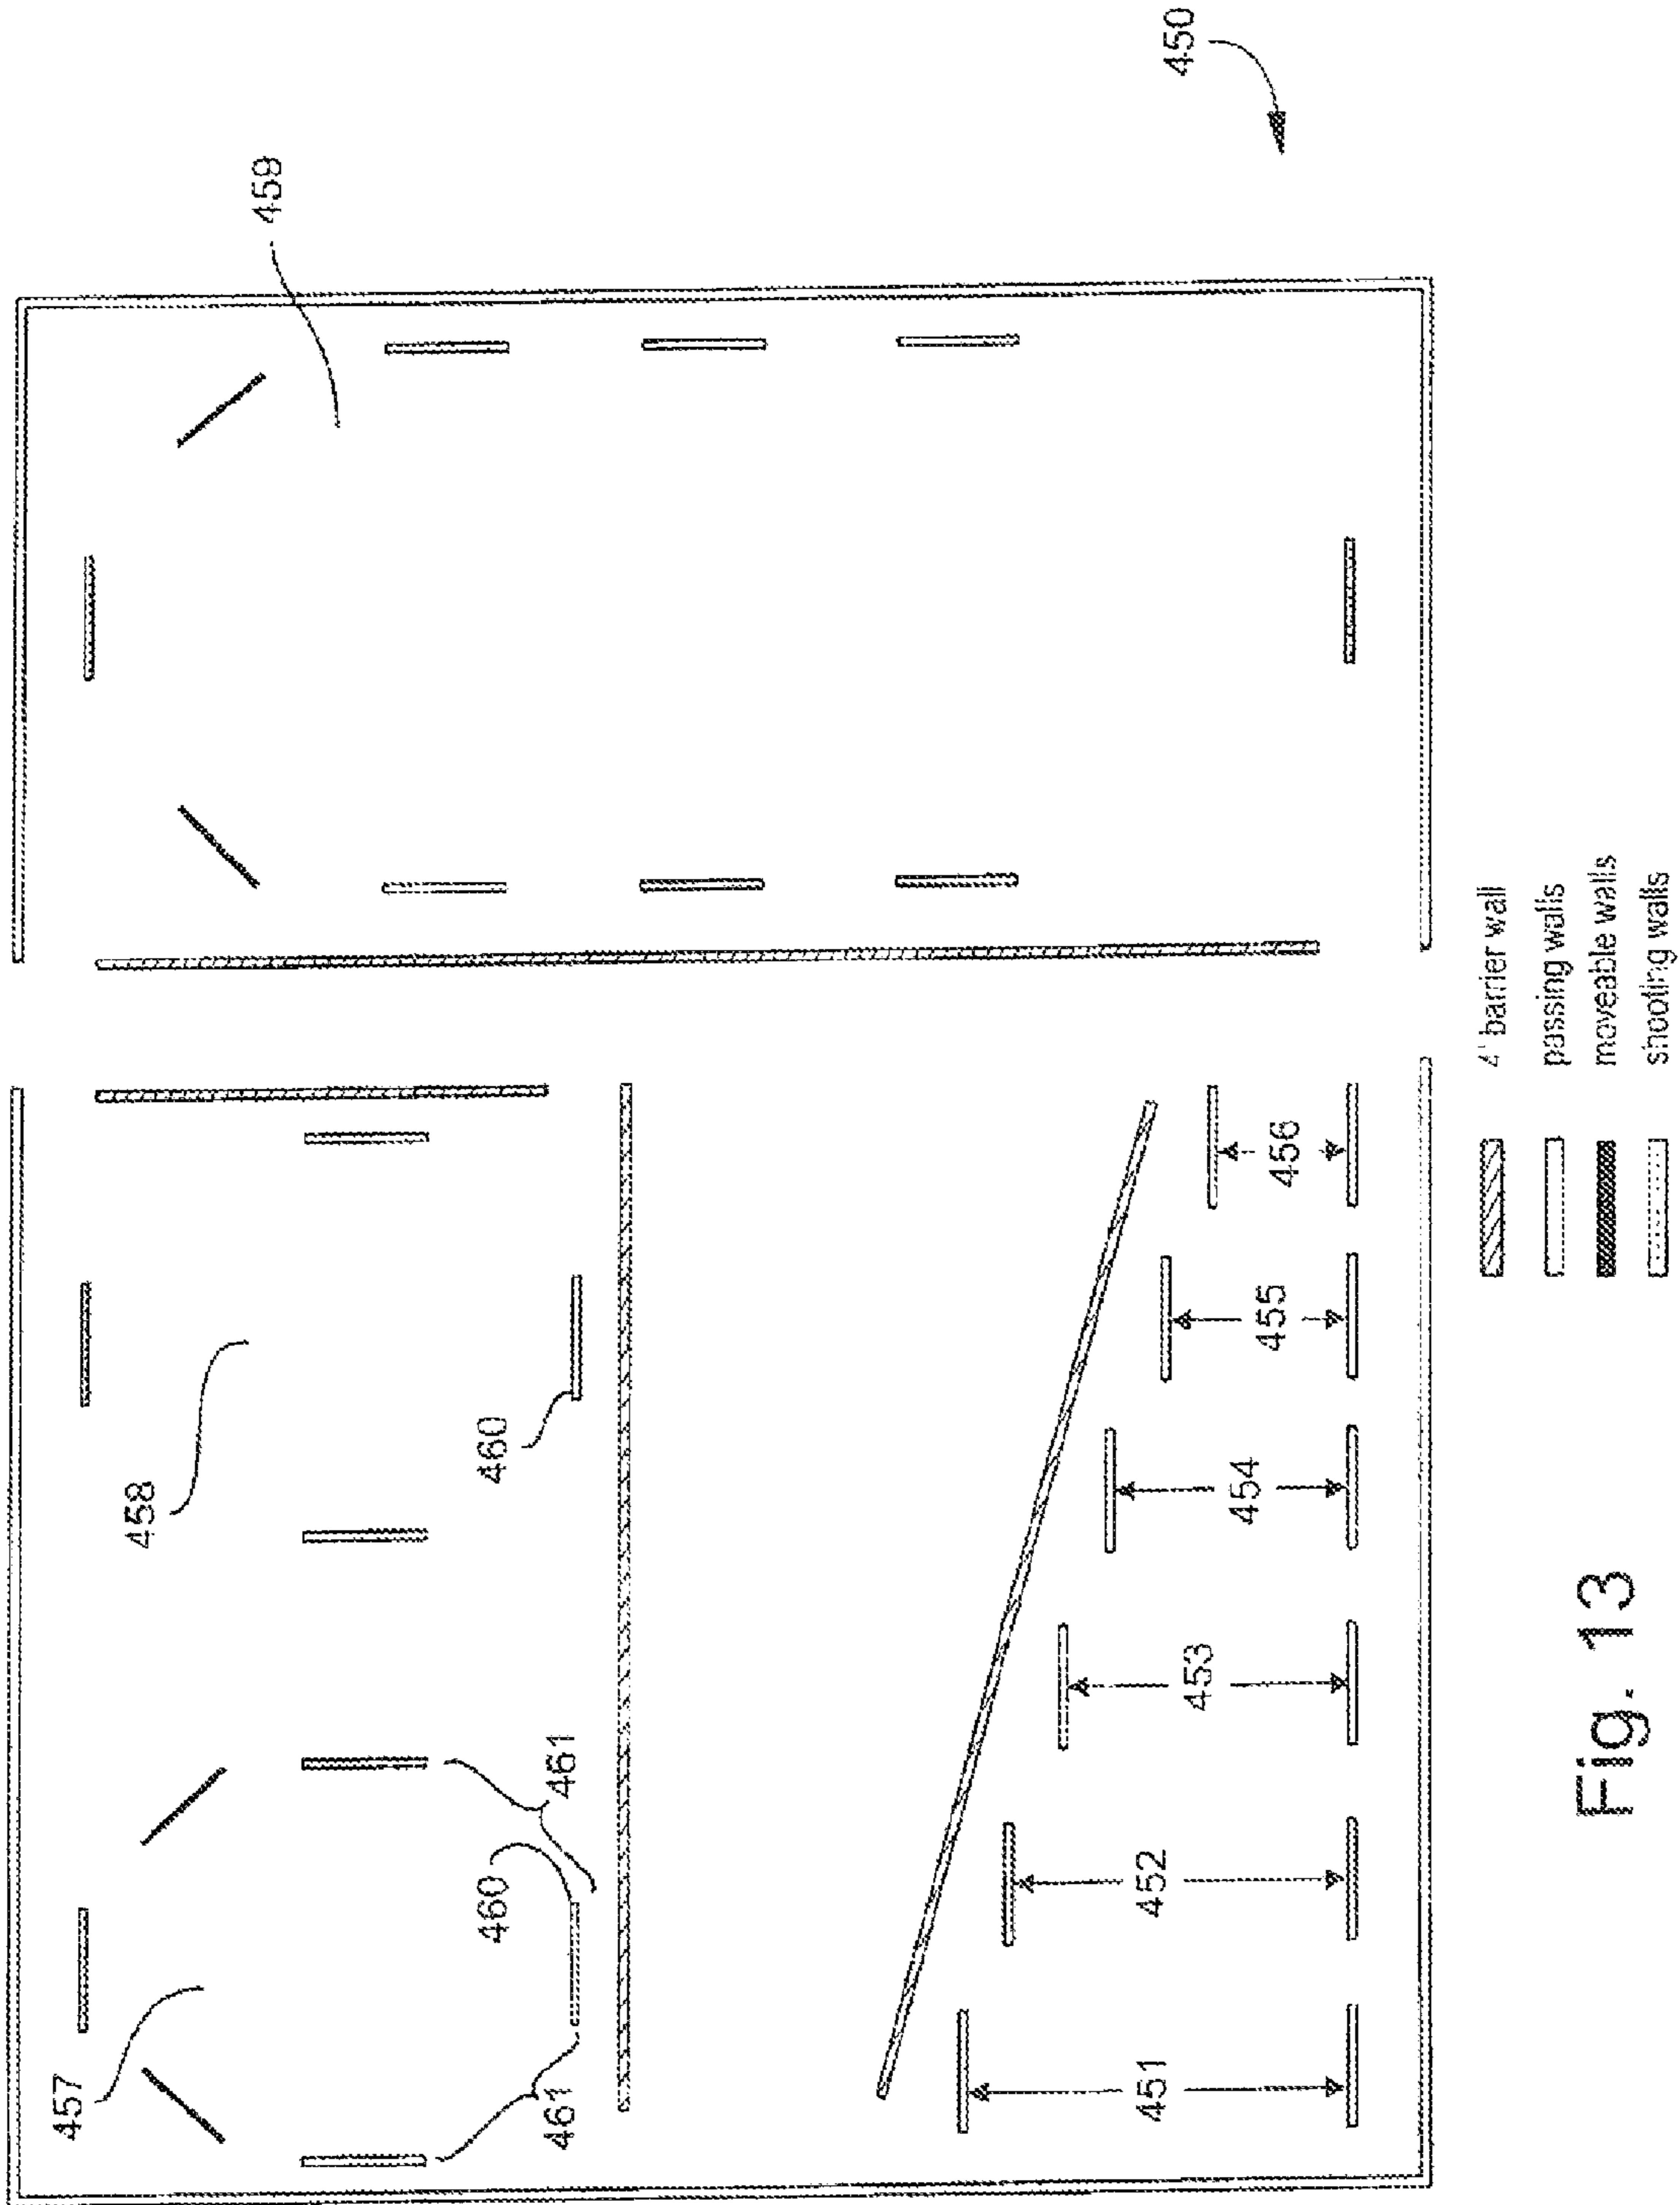 457
458
459
460
460
461
461
451
452
453
454
455
456
450
4' barrier wall
passing walls
moveable walls
shooting walls
Fig. 13